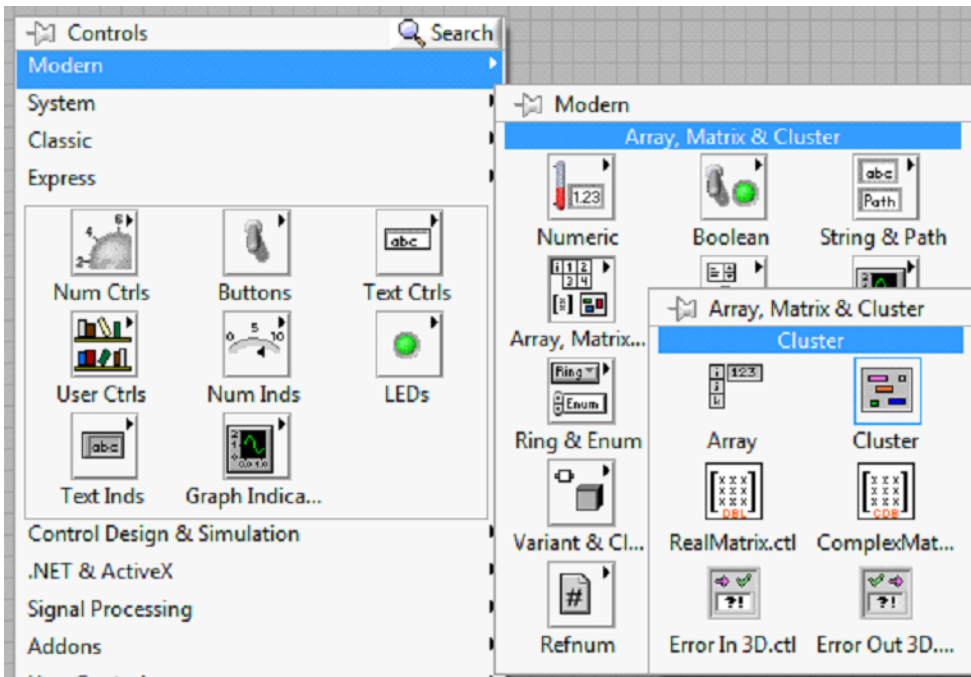 Controls
Search
Modern
System
Classic
Express
Num Ctrls
Buttons
Text Ctrls
User Ctrls
Num Inds
LEDs
Text Inds
Graph Indica...
Control Design & Simulation
.NET & ActiveX
Signal Processing
Addons
Modern
Array, Matrix & Cluster
1.23
abc
Path
Numeric
Boolean
String & Path
Array, Matrix...
Ring
Enum
Ring & Enum
Variant & Cl...
#
Refnum
Array, Matrix & Cluster
Cluster
123
Array
Cluster
DBL
CDB
RealMatrix.ctl
ComplexMat...
?!
?!
Error In 3D.ctl
Error Out 3D....